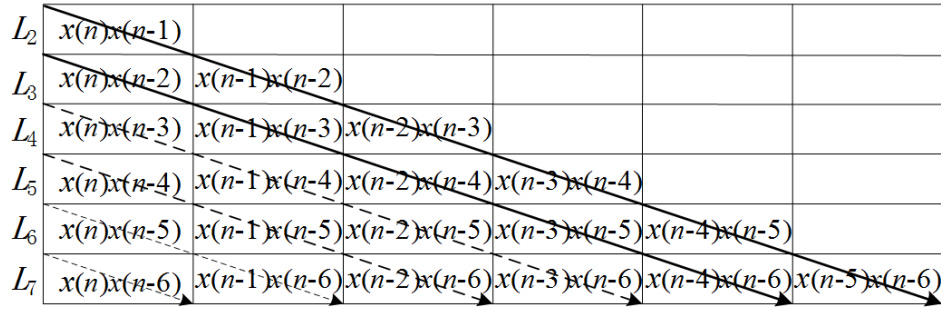 L2 x(n)x(n-1)
L3 x(n)x(n-2) x(n-1)x(n-2)
L4 x(n)x(n-3) x(n-1)x(n-3) x(n-2)x(n-3)
L5 x(n)x(n-4) x(n-1)x(n-4) x(n-2)x(n-4) x(n-3)x(n-4)
L6 x(n)x(n-5) x(n-1)x(n-5) x(n-2)x(n-5) x(n-3)x(n-5) x(n-4)x(n-5)
L7 x(n)x(n-6) x(n-1)x(n-6) x(n-2)x(n-6) x(n-3)x(n-6) x(n-4)x(n-6) x(n-5)x(n-6)